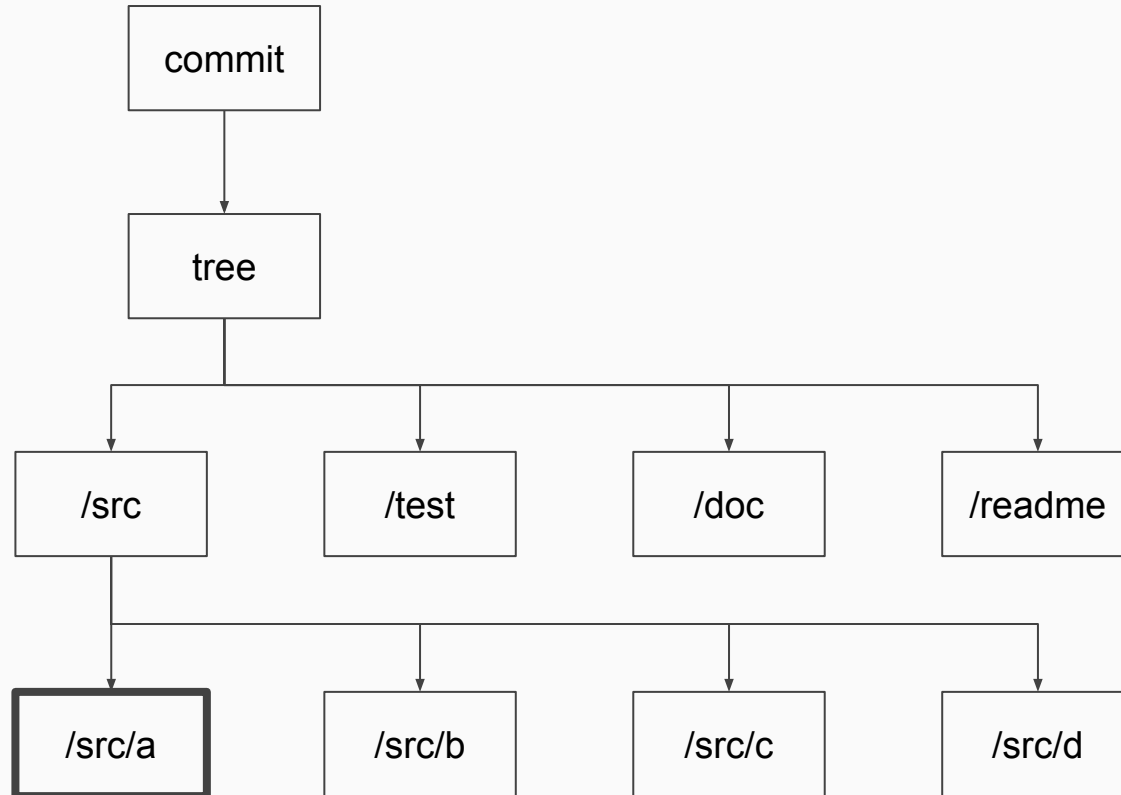 commit
tree
/src
/test
/doc
/readme
/src/a
/src/b
/src/c
/src/d